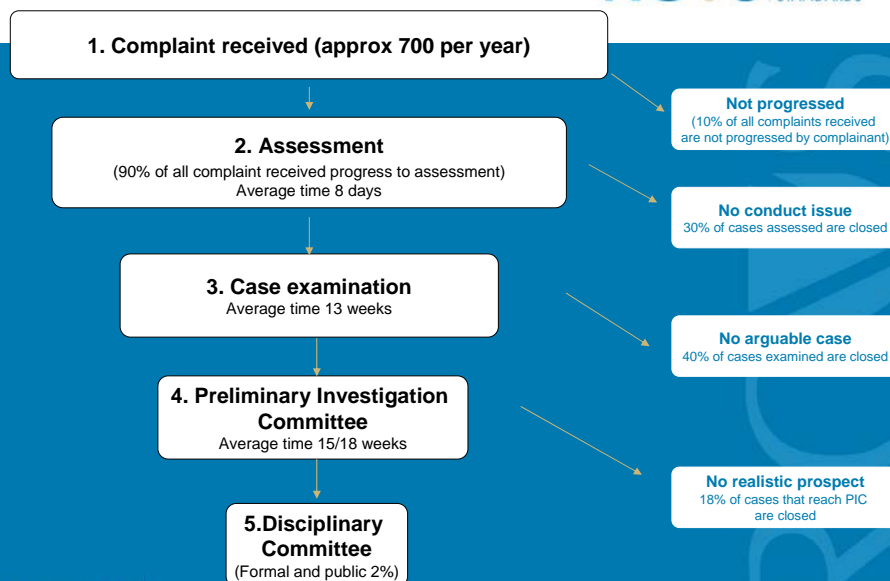 STANDARDS
1. Complaint received (approx 700 per year)
Not progressed
(10% of all complaints received
are not progressed by complainant)
2. Assessment
(90% of all complaint received progress to assessment)
Average time 8 days
No conduct issue
30% of cases assessed are closed
3. Case examination
Average time 13 weeks
No arguable case
40% of cases examined are closed
4. Preliminary Investigation
Committee
Average time 15/18 weeks
No realistic prospect
18% of cases that reach PIC
are closed
5.Disciplinary
Committee
(Formal and public 2%)
RCVS